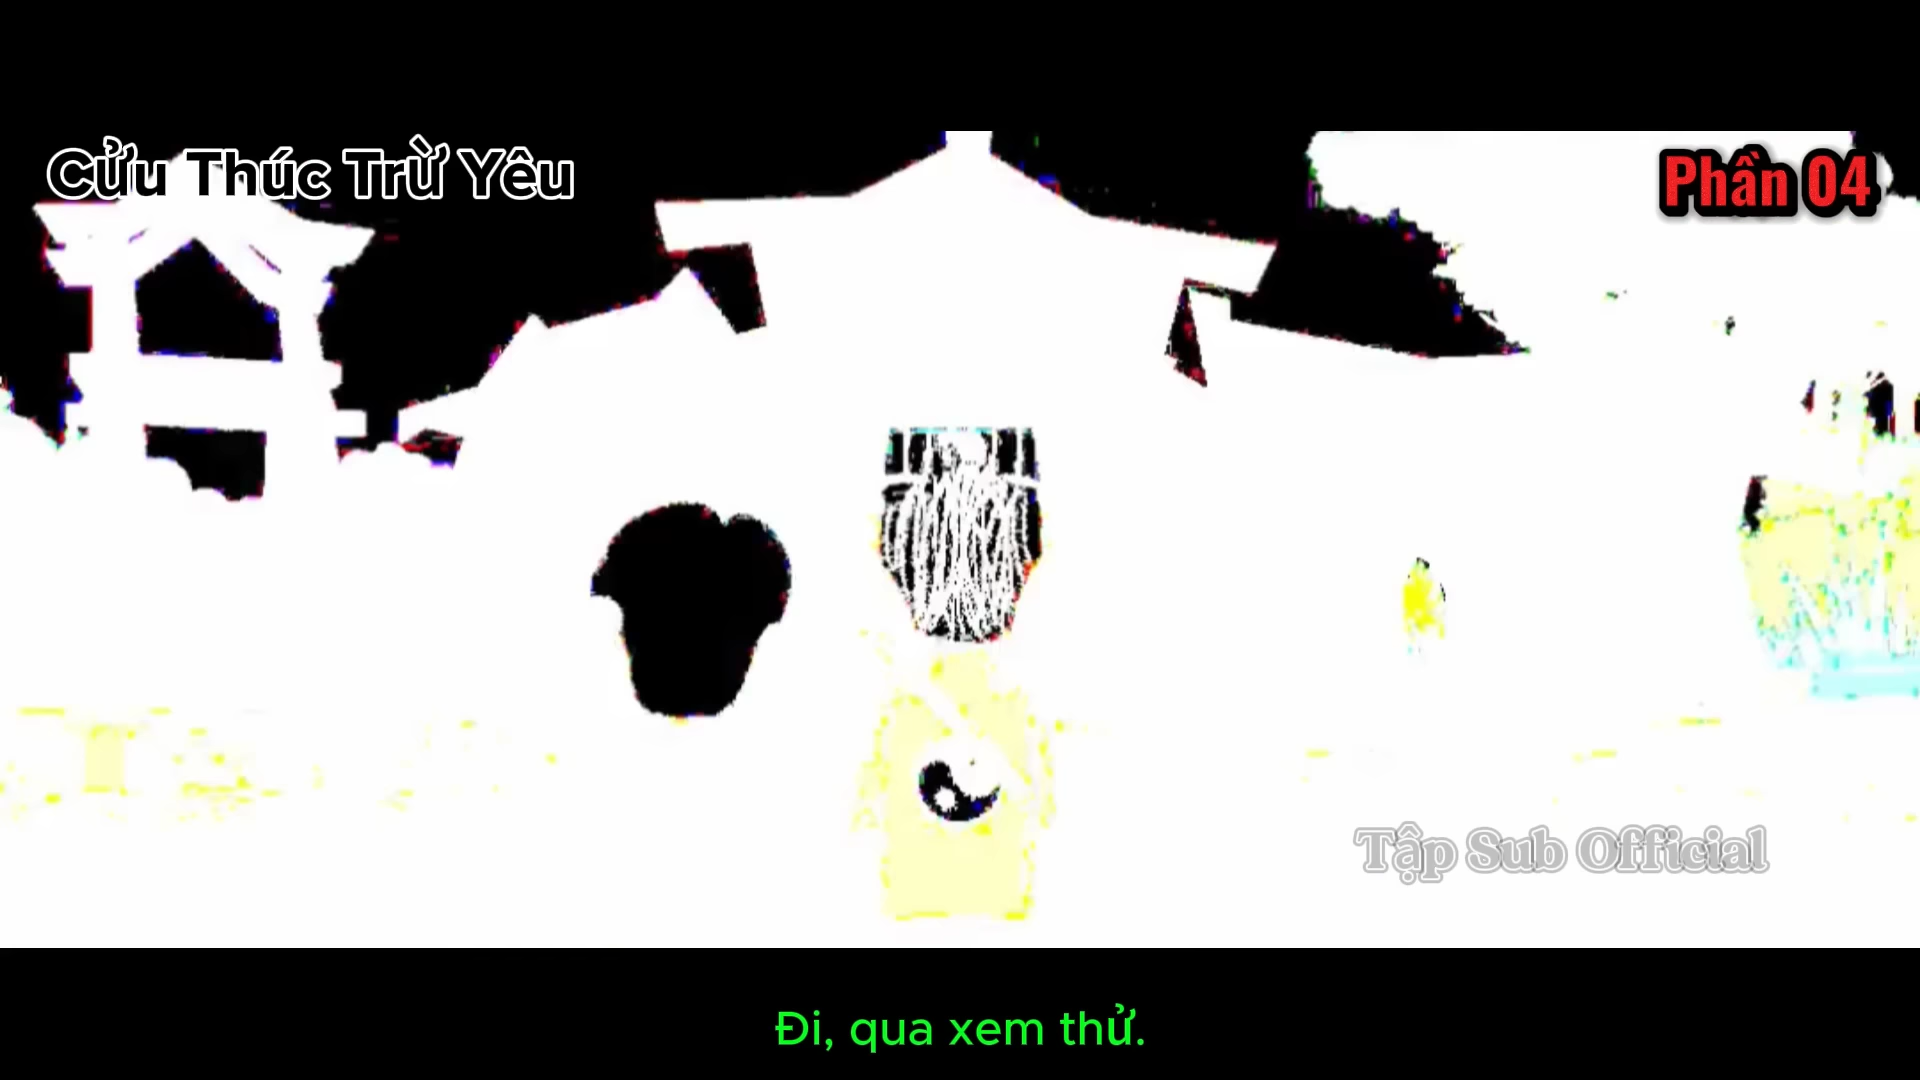 Cửu Thúc Trừ Yêu
Phần 04
Tập Sub Official
Đi, qua xem thử.